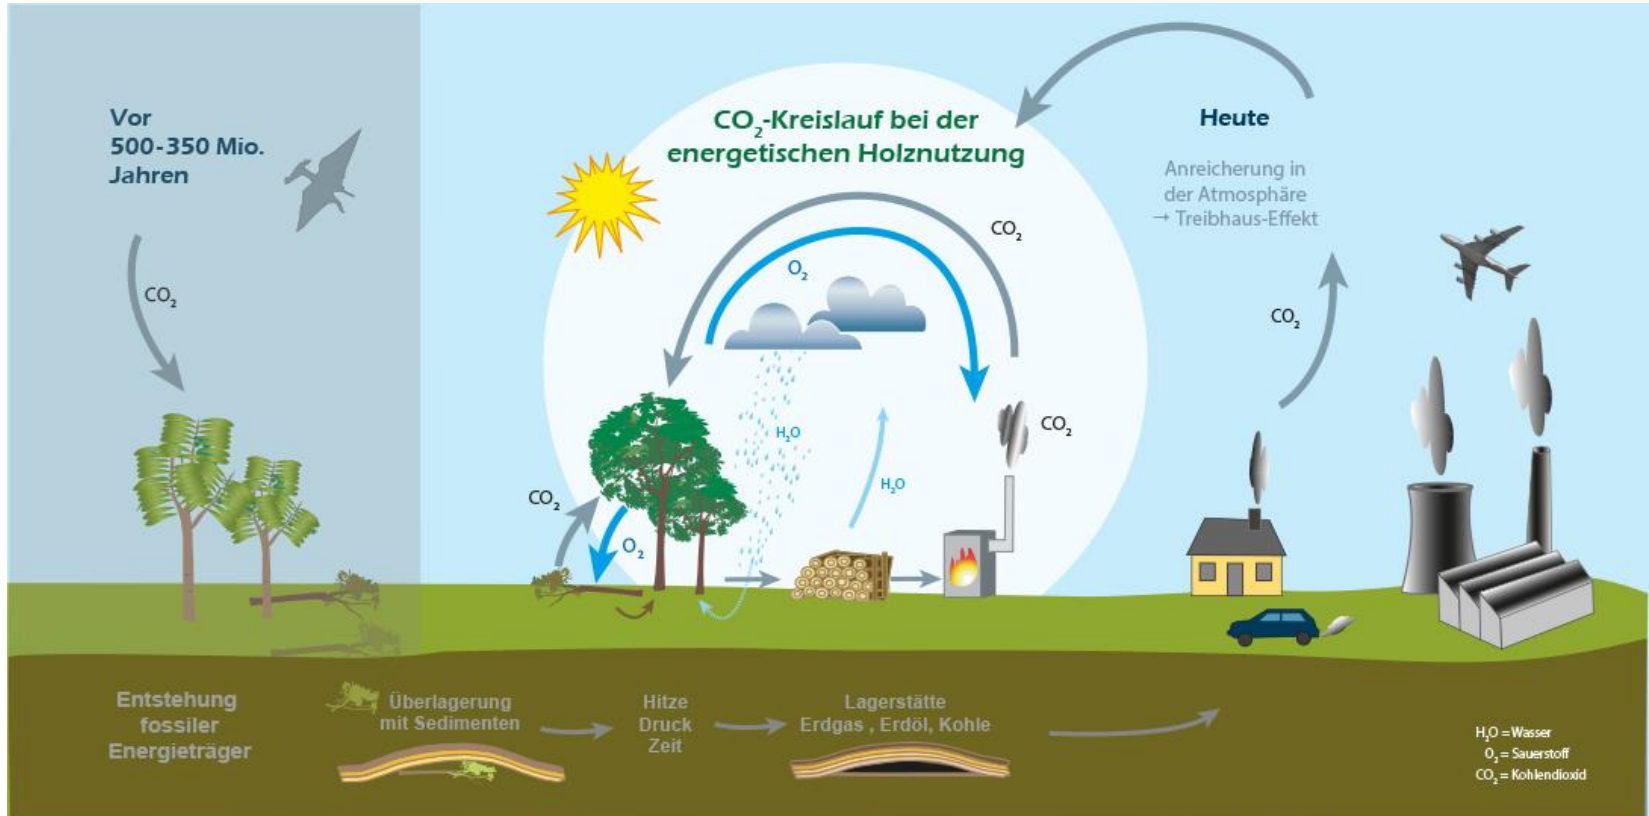 Vor
500-350 Mio.
Jahren
CO₂
CO₂-Kreislauf bei der
energetischen Holznutzung
CO₂
O₂
H₂O
H₂O
CO₂
CO₂
O₂
Heute
Anreicherung in
der Atmosphäre
→ Treibhaus-Effekt
CO₂
Entstehung
fossiler
Energieträger
Überlagerung
mit Sedimenten
Hitze
Druck
Zeit
Lagerstätte
Erdgas , Erdöl, Kohle
H₂O = Wasser
O₂ = Sauerstoff
CO₂ = Kohlendioxid